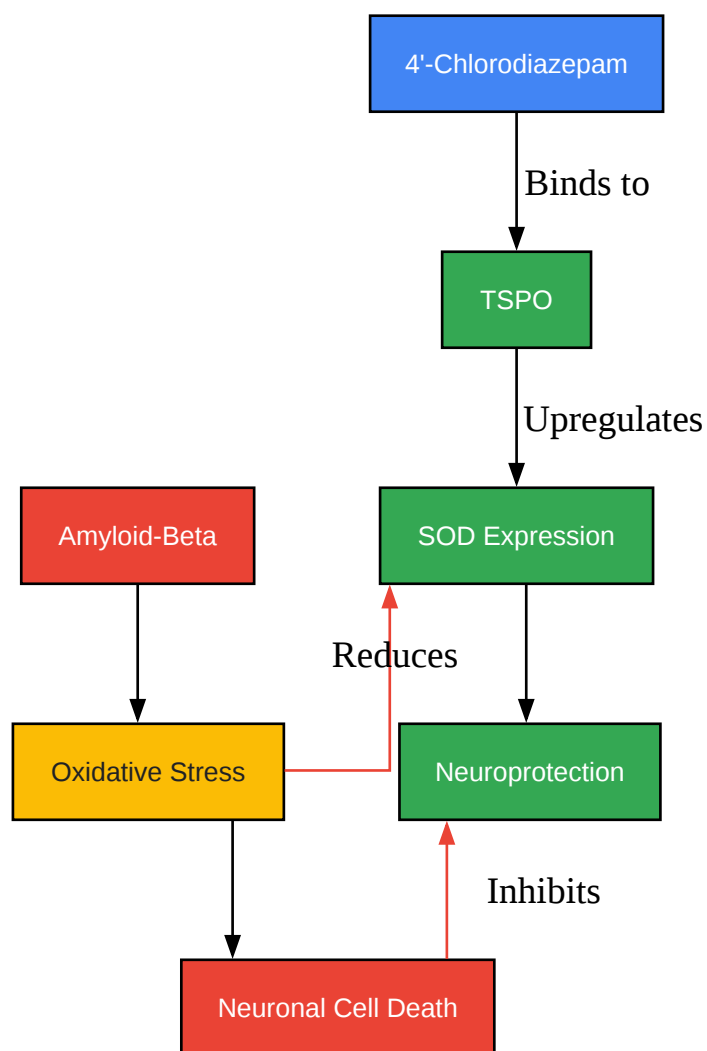 4'-Chlorodiazepam
Binds to
TSPO
Upregulates
Amyloid-Beta
SOD Expression
Reduces
Oxidative Stress
Neuroprotection
Inhibits
Neuronal Cell Death